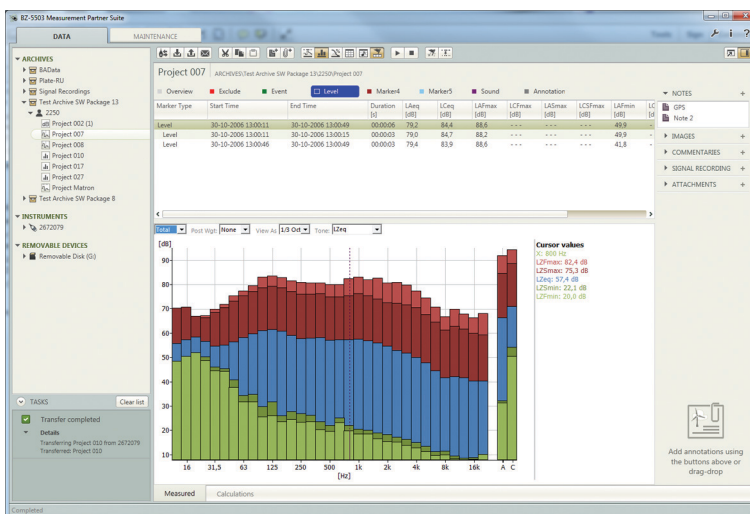 BZ-5503 Measurement Partner Suite
DATA
MAINTENANCE
i ?
ARCHIVES
BAData
Plate-RU
Signal Recordings
Test Archive SW Package 13
2250
Project 002 (1)
Project 007
Project 008
Project 010
Project 017
Project 027
Project Matron
Test Archive SW Package 8
INSTRUMENTS
2672079
REMOVABLE DEVICES
Removable Disk (G:)
TASKS
Clear list
Transfer completed
Details
Transferring Project 010 from 2672079
Transferred: Project 010
Project 007 ARCHIVES\Test Archive SW Package 13\2250\Project 007
Overview Exclude Event Level Marker4 Marker5 Sound Annotation
Marker Type Start Time End Time Duration [s] LAeq [dB] LCeq [dB] LAFmax [dB] LCFmax [dB] LASmax [dB] LCSFmax [dB] LAFmin [dB]
Level 30-10-2006 13:00:11 30-10-2006 13:00:49 00:00:06 79,2 84,4 88,6 --- --- --- 49,9
Level 30-10-2006 13:00:11 30-10-2006 13:00:15 00:00:03 79,0 84,7 88,2 --- --- --- 49,9
Level 30-10-2006 13:00:46 30-10-2006 13:00:49 00:00:03 79,4 83,9 88,6 --- --- --- 41,8
Total Post Wgt: None View As 1/3 Oct Tone: LZeq
[dB]
90
80
70
60
50
40
30
20
10
16 31,5 63 125 250 500 1k 2k 4k 8k 16k A C
[Hz]
Cursor values
X: 800 Hz
LZFmax: 82,4 dB
LZSmax: 75,3 dB
LZeq: 57,4 dB
LZSmin: 22,1 dB
LZFmin: 20,0 dB
Measured Calculations
NOTES +
GPS
Note 2
IMAGES +
COMMENTARIES +
SIGNAL RECORDING +
ATTACHMENTS +
Add annotations using
the buttons above or
drag-drop
Completed